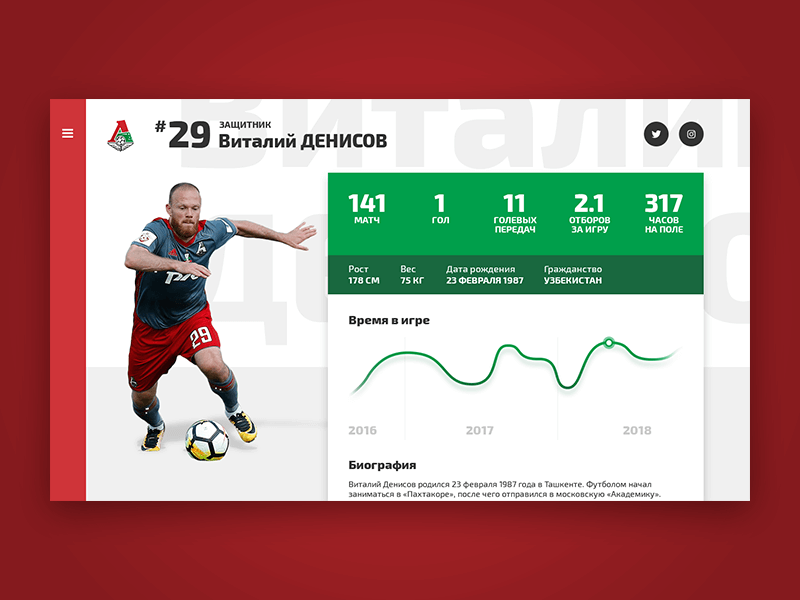 #29
ЗАЩИТНИК
Виталий ДЕНИСОВ
141
МАТЧ
1
ГОЛ
11
ГОЛЕВЫХ
ПЕРЕДАЧ
2.1
ОТБОРОВ
ЗА ИГРУ
317
ЧАСОВ
НА ПОЛЕ
Рост
178 СМ
Вес
75 КГ
Дата рождения
23 ФЕВРАЛЯ 1987
Гражданство
УЗБЕКИСТАН
29
Время в игре
2016
2017
2018
Биография
Виталий Денисов родился 23 февраля 1987 года в Ташкенте. Футболом начал
заниматься в «Пахтакоре», после чего отправился в московскую «Академику».